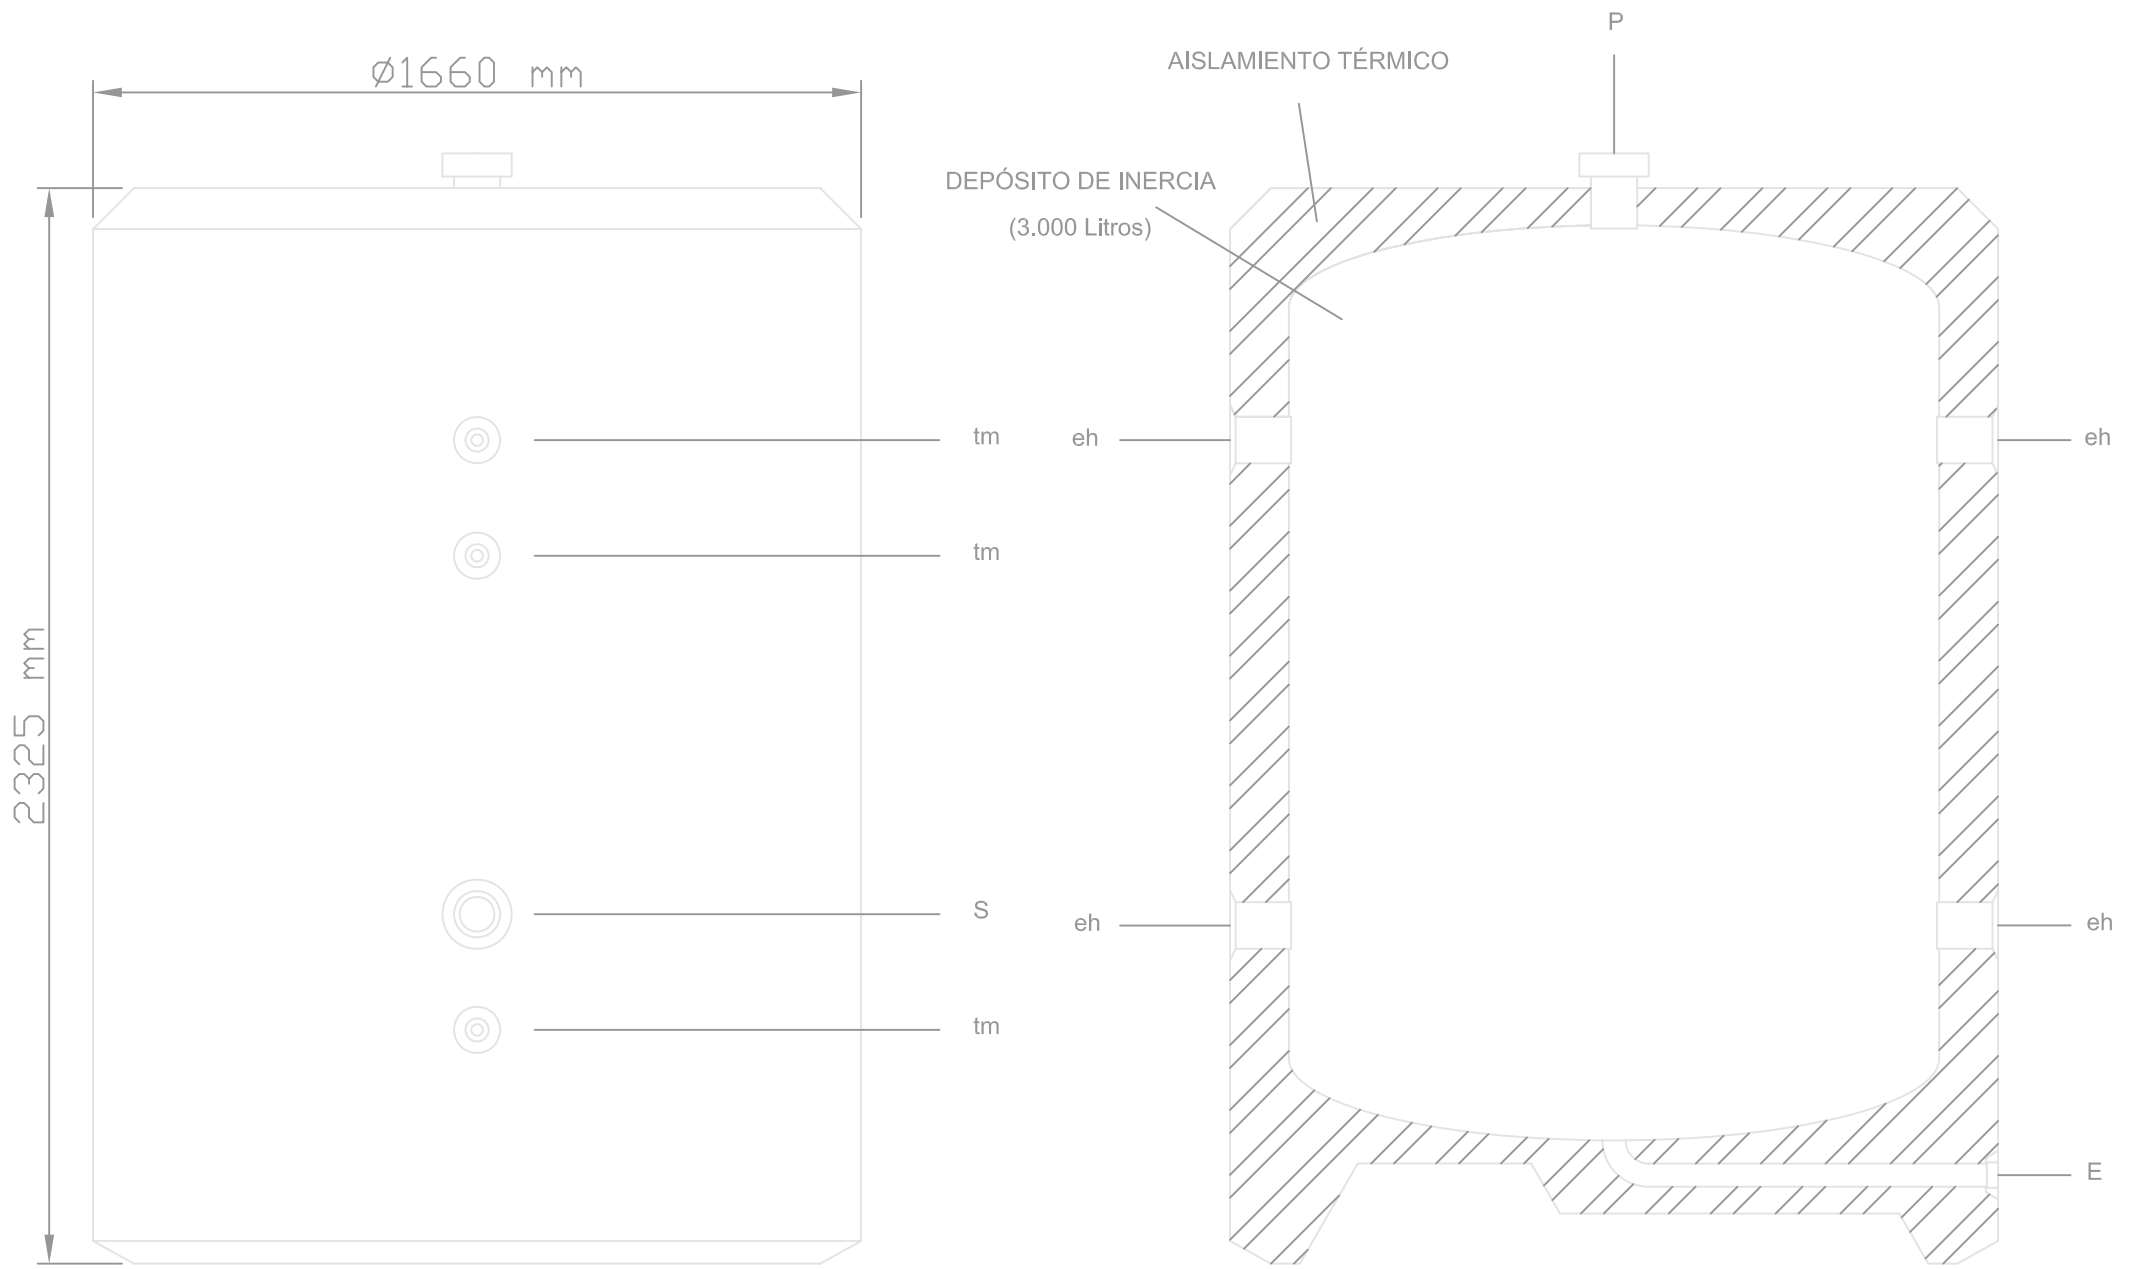 P
AISLAMIENTO TÉRMICO
Ø1660 mm
DEPÓSITO DE INERCIA
(3.000 Litros)
tm
eh
eh
tm
2325 mm
S
eh
eh
tm
E